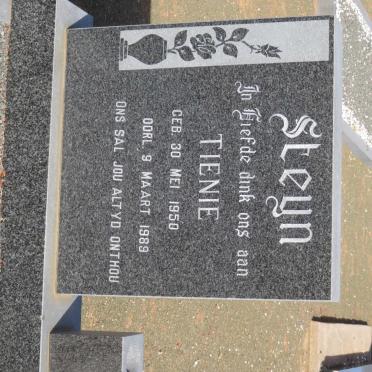 Steyn
In Liefde dink ons aan
TIENIE
GEB. 30 MEI 1950
OORL. 9 MAART 1989
ONS SAL JOU ALTYD ONTHOU